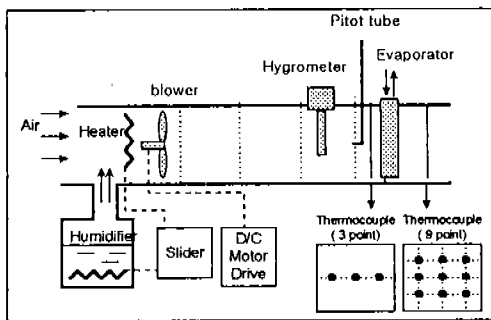 Pitot tube
Evaporator
Hygrometer
blower
Air
Heater
Humidifier
Slider
D/C
Motor
Drive
Thermocouple
( 3 point)
Thermocouple
( 9 point)